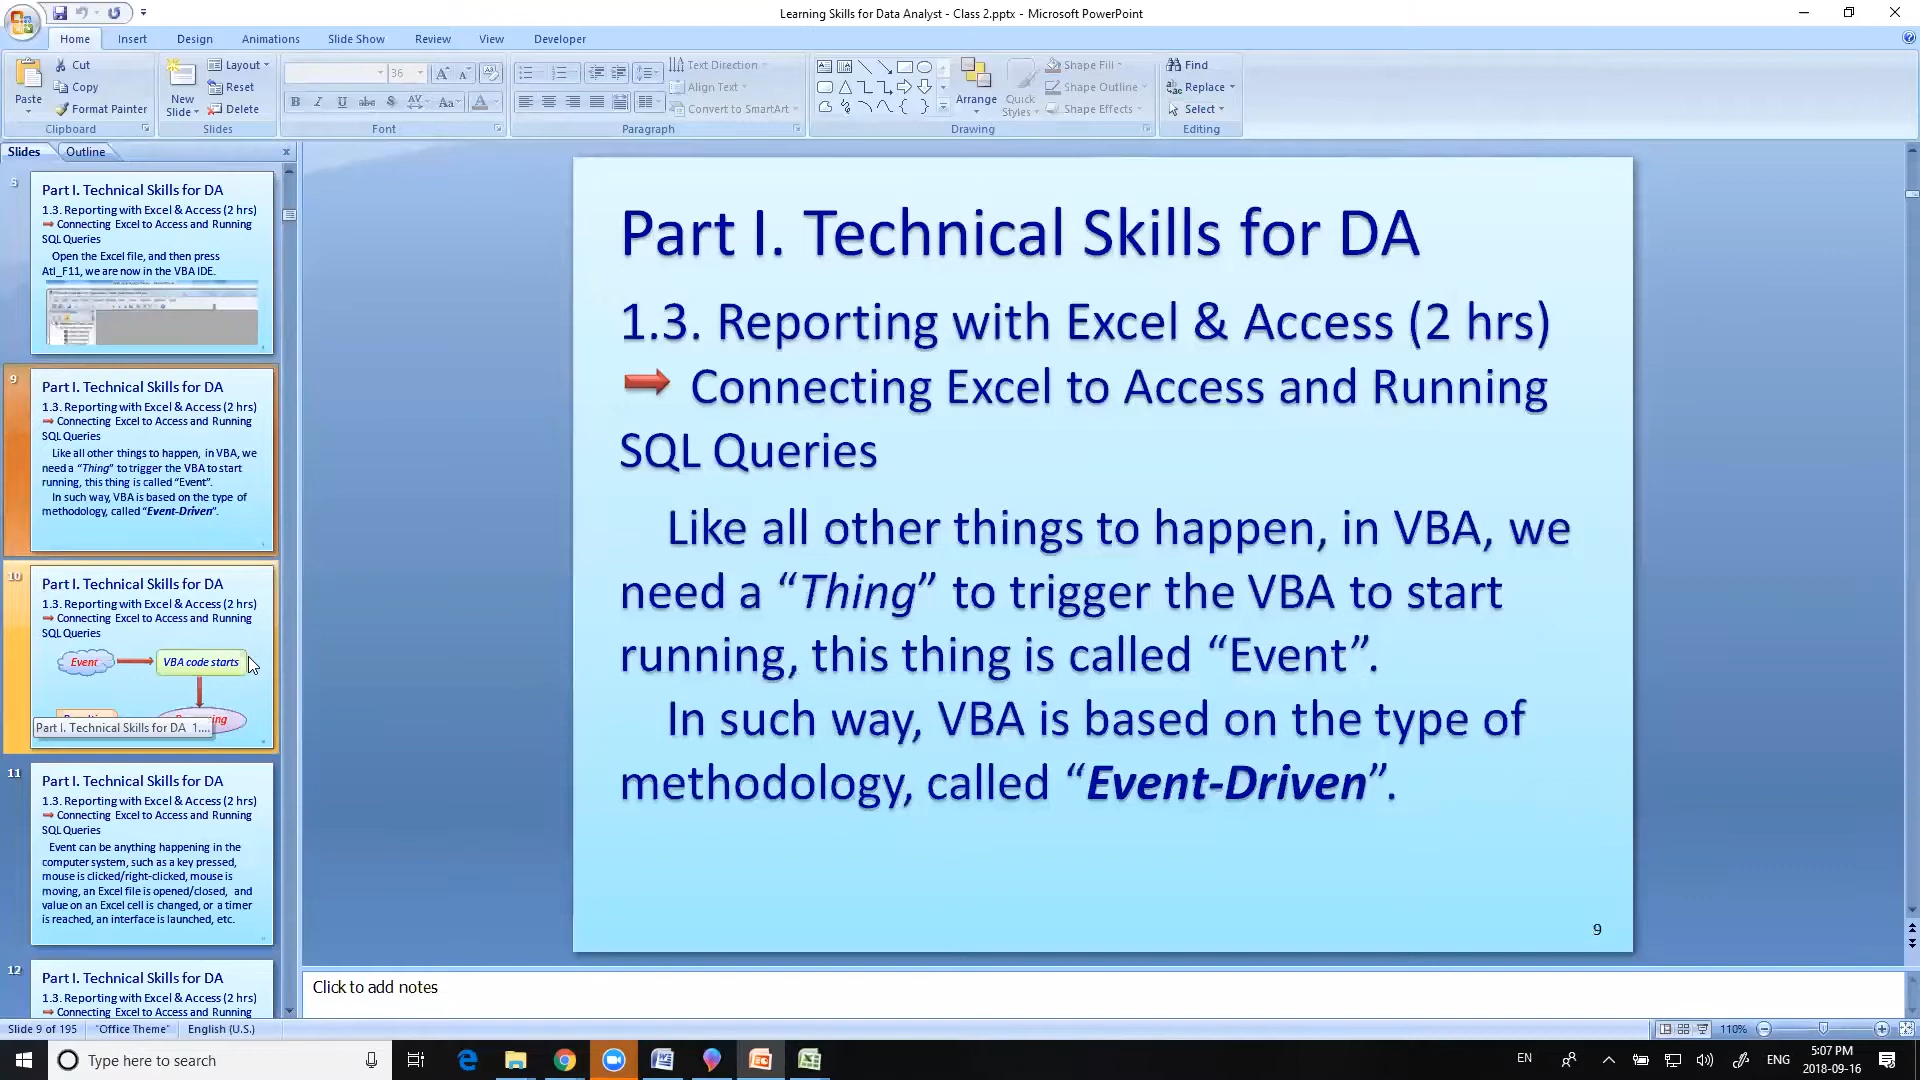 Learning Skills for Data Analyst - Class 2.pptx - Microsoft PowerPoint
Home Insert Design Animations Slide Show Review View Developer
Cut Layout 36 Text Direction Shape Fill Find
Copy Reset Align Text Shape Outline Replace
Paste Format Painter New Slide Delete Convert to SmartArt Arrange Quick Styles Shape Effects Select
Clipboard Slides Font Paragraph Drawing Editing
Slides Outline
Part I. Technical Skills for DA
1.3. Reporting with Excel & Access (2 hrs)
Connecting Excel to Access and Running
SQL Queries
Open the Excel file, and then press
Atl_F11, we are now in the VBA IDE.
9
Part I. Technical Skills for DA
1.3. Reporting with Excel & Access (2 hrs)
Connecting Excel to Access and Running
SQL Queries
Like all other things to happen, in VBA, we
need a “Thing” to trigger the VBA to start
running, this thing is called “Event”.
In such way, VBA is based on the type of
methodology, called “Event-Driven”.
10
Part I. Technical Skills for DA
1.3. Reporting with Excel & Access (2 hrs)
Connecting Excel to Access and Running
SQL Queries
Event VBA code starts
Part I. Technical Skills for DA 1....
11
Part I. Technical Skills for DA
1.3. Reporting with Excel & Access (2 hrs)
Connecting Excel to Access and Running
SQL Queries
Event can be anything happening in the
computer system, such as a key pressed,
mouse is clicked/right-clicked, mouse is
moving, an Excel file is opened/closed, and
value on an Excel cell is changed, or a timer
is reached, an interface is launched, etc.
12
Part I. Technical Skills for DA
1.3. Reporting with Excel & Access (2 hrs)
Connecting Excel to Access and Running
Part I. Technical Skills for DA
1.3. Reporting with Excel & Access (2 hrs)
Connecting Excel to Access and Running
SQL Queries
Like all other things to happen, in VBA, we
need a “Thing” to trigger the VBA to start
running, this thing is called “Event”.
In such way, VBA is based on the type of
methodology, called “Event-Driven”.
9
Click to add notes
Slide 9 of 195 "Office Theme" English (U.S.) 110%
Type here to search EN ENG 5:07 PM
2018-09-16